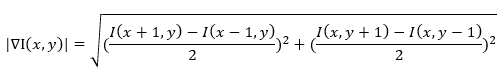 |∇I(x, y)| = √((I(x + 1, y) − I(x − 1, y))/2)² + ((I(x, y + 1) − I(x, y − 1))/2)²